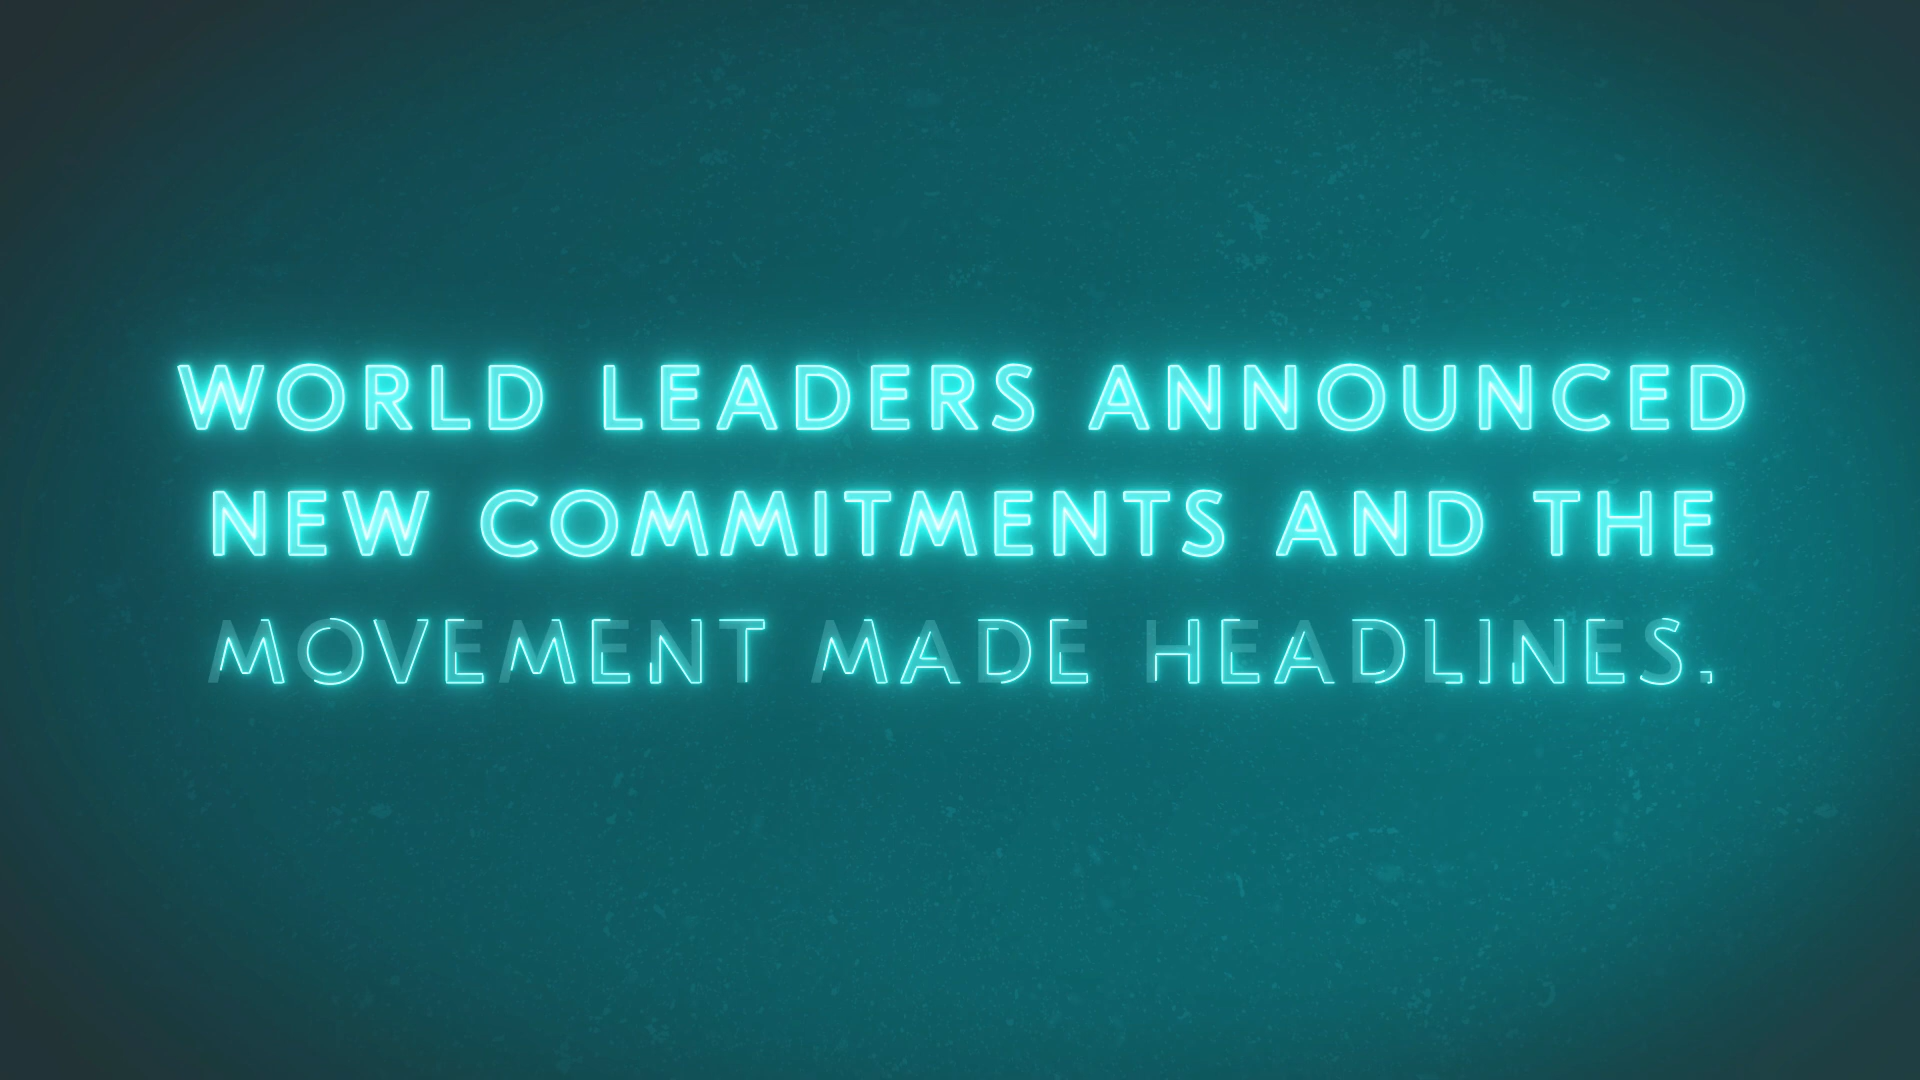 WORLD LEADERS ANNOUNCED
NEW COMMITMENTS AND THE
MOVEMENT MADE HEADLINES.